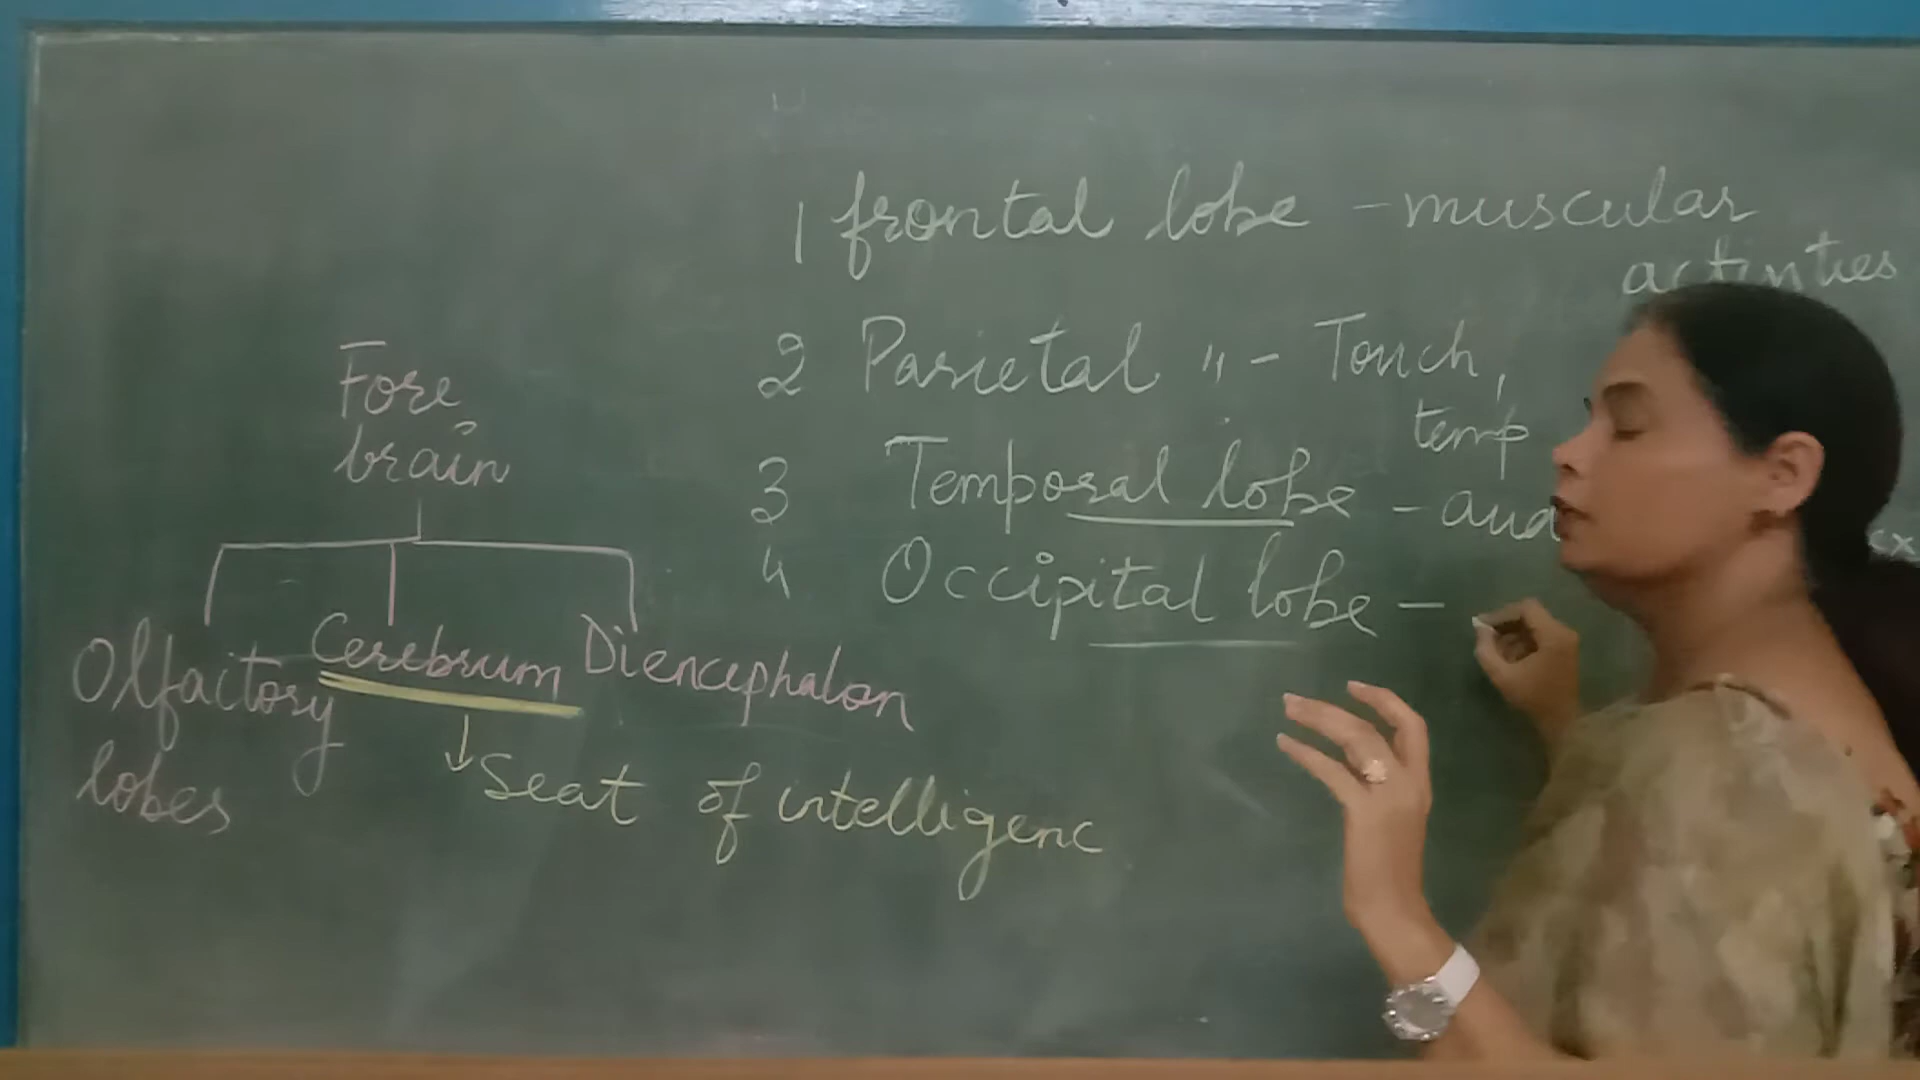 1 frontal lobe - muscular
activities
2 Parietal " - Touch,
temp
3 Temporal lobe - aud
4 Occipital lobe -
Fore
brain
Olfactory
lobes
Cerebrum
Diencephalon
↓ Seat of intelligenc